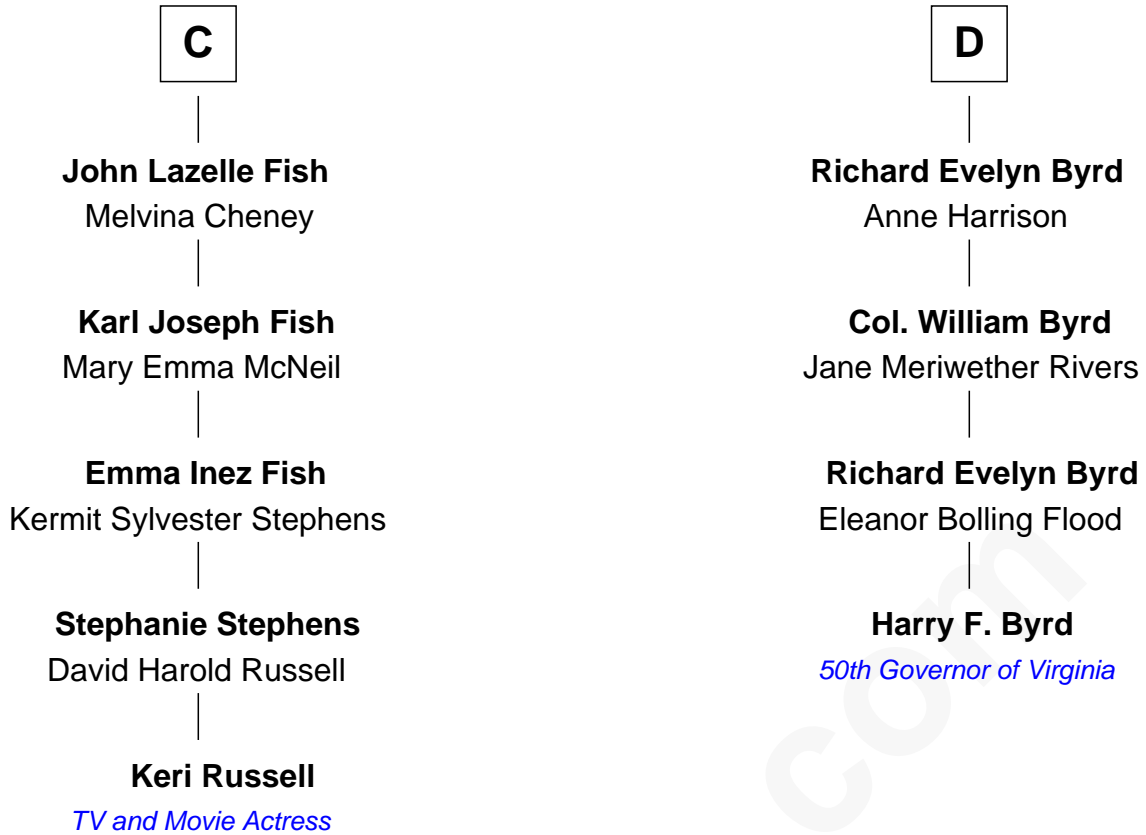 C
John Lazelle Fish
Melvina Cheney
Karl Joseph Fish
Mary Emma McNeil
Emma Inez Fish
Kermit Sylvester Stephens
Stephanie Stephens
David Harold Russell
Keri Russell
TV and Movie Actress
D
Richard Evelyn Byrd
Anne Harrison
Col. William Byrd
Jane Meriwether Rivers
Richard Evelyn Byrd
Eleanor Bolling Flood
Harry F. Byrd
50th Governor of Virginia
com